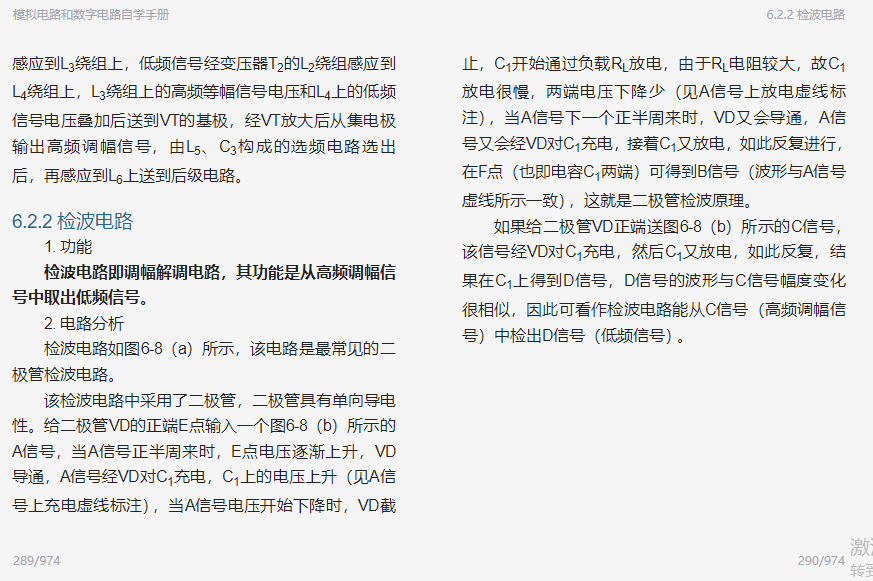 模拟电路和数字电路自学手册
6.2.2 检波电路
感应到L3绕组上，低频信号经变压器T2的L2绕组感应到
L4绕组上，L3绕组上的高频等幅信号电压和L4上的低频
信号电压叠加后送到VT的基极，经VT放大后从集电极
输出高频调幅信号，由L5、C3构成的选频电路选出
后，再感应到L6上送到后级电路。
6.2.2 检波电路
1. 功能
检波电路即调幅解调电路，其功能是从高频调幅信
号中取出低频信号。
2. 电路分析
检波电路如图6-8（a）所示，该电路是最常见的二
极管检波电路。
该检波电路中采用了二极管，二极管具有单向导电
性。给二极管VD的正端E点输入一个图6-8（b）所示的
A信号，当A信号正半周来时，E点电压逐渐上升，VD
导通，A信号经VD对C1充电，C1上的电压上升（见A信
号上充电虚线标注），当A信号电压开始下降时，VD截
止，C1开始通过负载RL放电，由于RL电阻较大，故C1
放电很慢，两端电压下降少（见A信号上放电虚线标
注），当A信号下一个正半周来时，VD又会导通，A信
号又会经VD对C1充电，接着C1又放电，如此反复进行，
在F点（也即电容C1两端）可得到B信号（波形与A信号
虚线所示一致），这就是二极管检波原理。
如果给二极管VD正端送图6-8（b）所示的C信号，
该信号经VD对C1充电，然后C1又放电，如此反复，结
果在C1上得到D信号，D信号的波形与C信号幅度变化
很相似，因此可看作检波电路能从C信号（高频调幅信
号）中检出D信号（低频信号）。
289/974
290/974